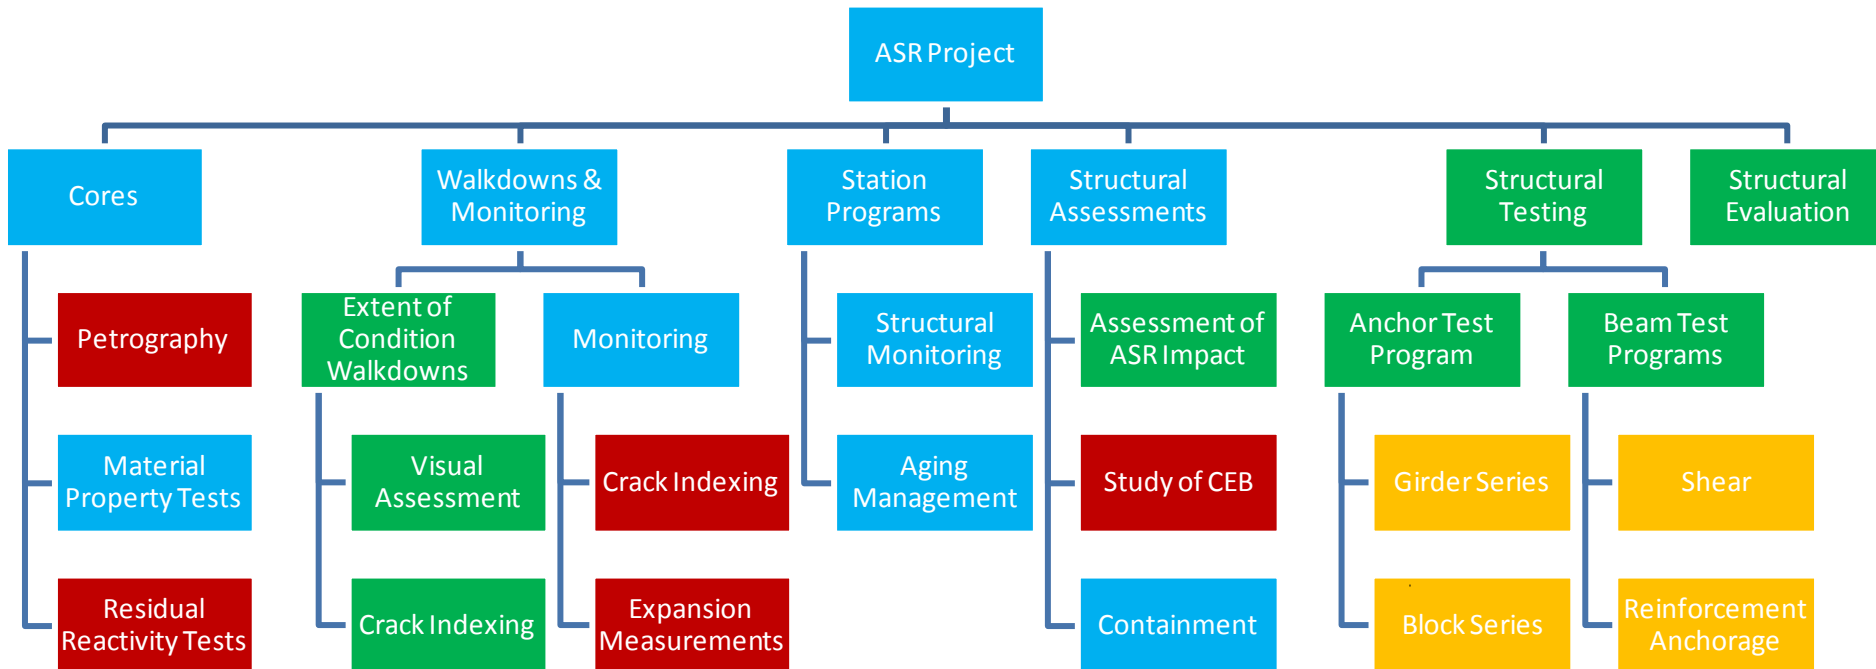 ASR Project
Cores
Walkdowns &
Monitoring
Station
Programs
Structural
Assessments
Structural
Testing
Structural
Evaluation
Petrography
Extent of
Condition
Walkdowns
Monitoring
Structural
Monitoring
Assessment of
ASR Impact
Anchor Test
Program
Beam Test
Programs
Material
Property Tests
Visual
Assessment
Crack Indexing
Aging
Management
Study of CEB
Girder Series
Shear
Residual
Reactivity Tests
Crack Indexing
Expansion
Measurements
Containment
Block Series
Reinforcement
Anchorage